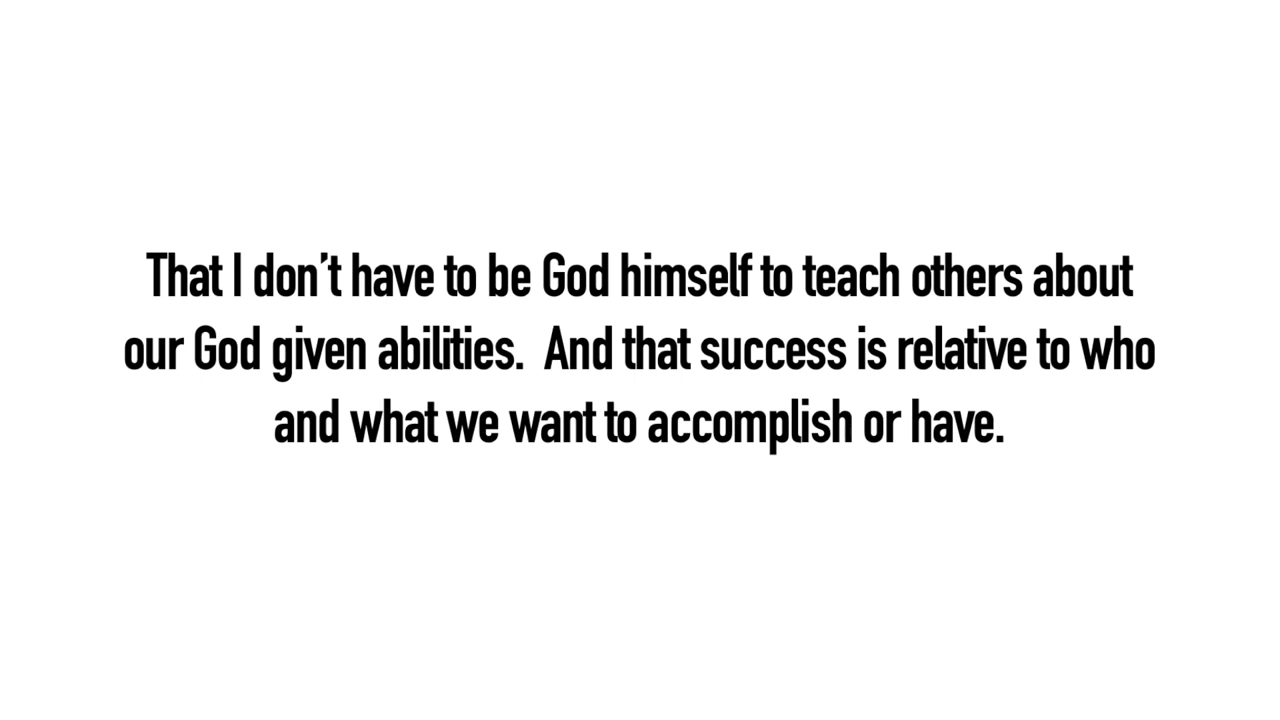 That I don’t have to be God himself to teach others about
our God given abilities.  And that success is relative to who
and what we want to accomplish or have.